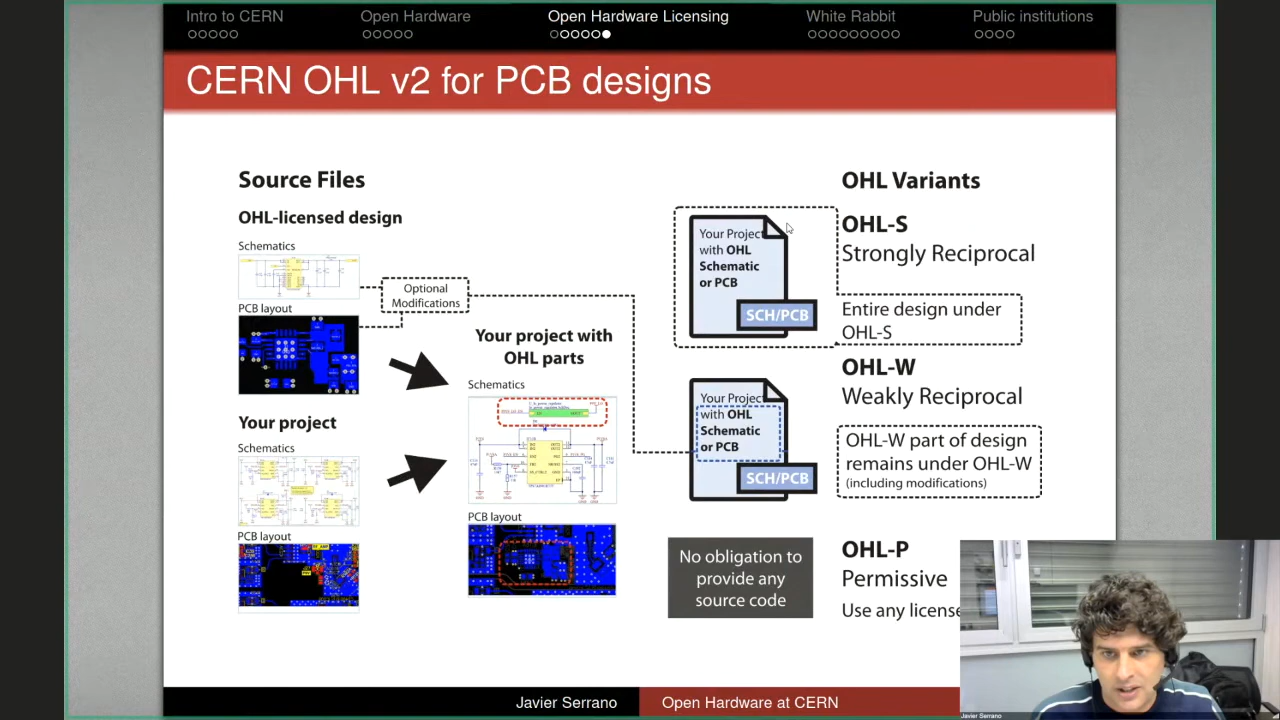 Intro to CERN
Open Hardware
Open Hardware Licensing
White Rabbit
Public institutions
CERN OHL v2 for PCB designs
Source Files
OHL-licensed design
Schematics
PCB layout
Optional
Modifications
Your project
Schematics
PCB layout
Your project with
OHL parts
Schematics
PCB layout
Your Project
with OHL
Schematic
or PCB
SCH/PCB
Your Project
with OHL
Schematic
or PCB
SCH/PCB
No obligation to
provide any
source code
OHL Variants
OHL-S
Strongly Reciprocal
Entire design under
OHL-S
OHL-W
Weakly Reciprocal
OHL-W part of design
remains under OHL-W
(including modifications)
OHL-P
Permissive
Use any license
Javier Serrano
Open Hardware at CERN
Javier Serrano